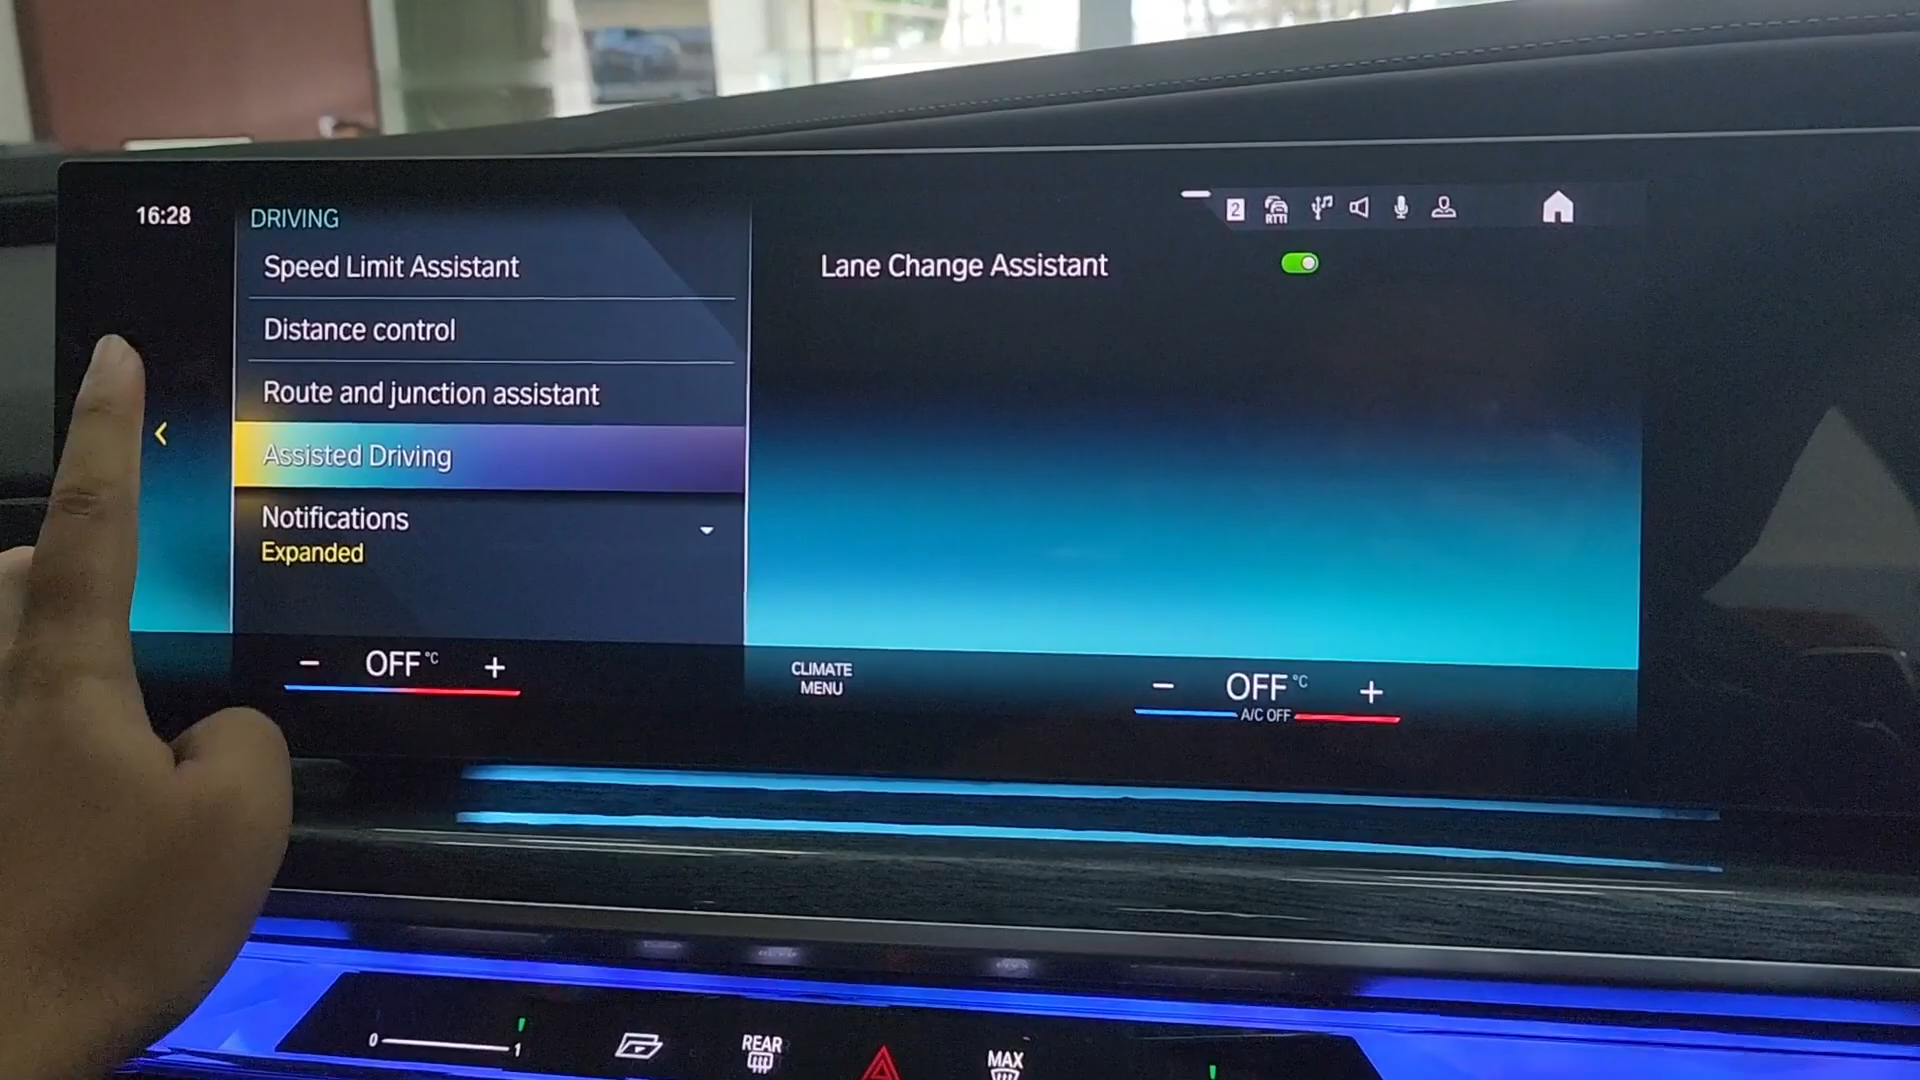 16:28
DRIVING
2
RTTI
Speed Limit Assistant
Lane Change Assistant
Distance control
Route and junction assistant
Assisted Driving
Notifications
Expanded
− OFF °C +
CLIMATE
MENU
− OFF °C +
A/C OFF
0
1
REAR
MAX